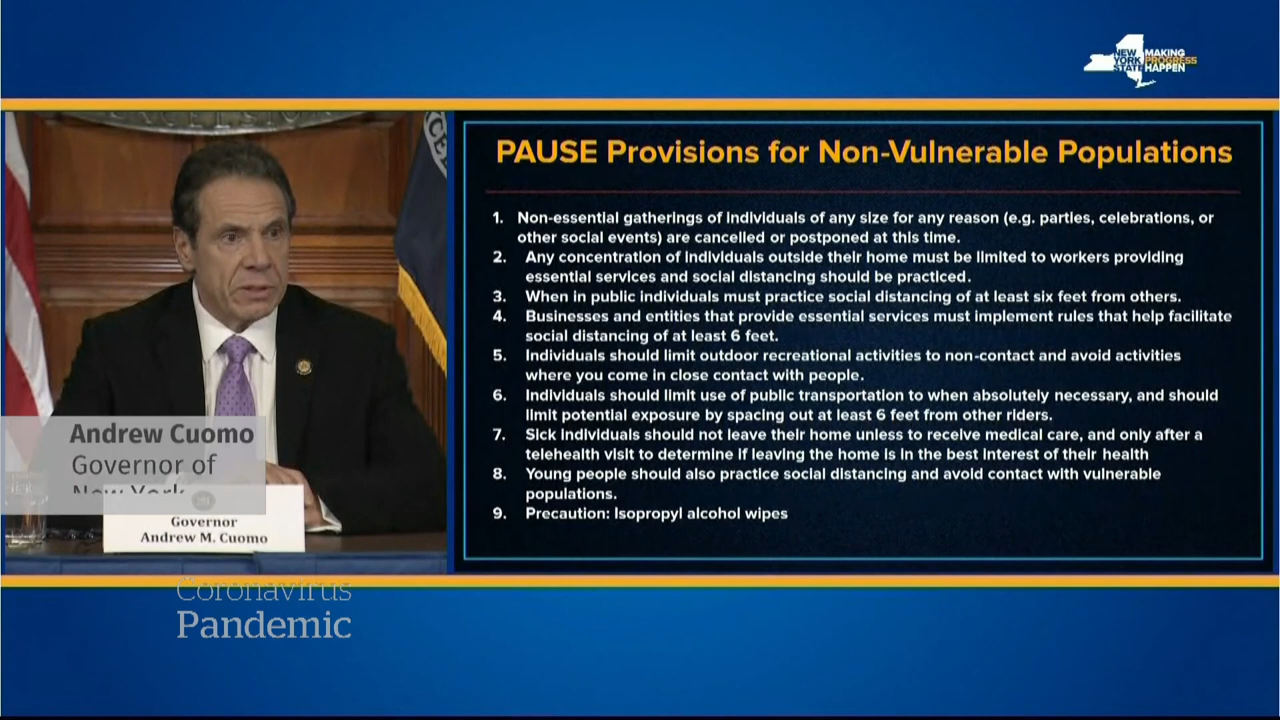 NEW
YORK
STATE
MAKING
PROGRESS
HAPPEN
EXCELSIOR
PAUSE Provisions for Non-Vulnerable Populations
1. Non-essential gatherings of individuals of any size for any reason (e.g. parties, celebrations, or
other social events) are cancelled or postponed at this time.
2. Any concentration of individuals outside their home must be limited to workers providing
essential services and social distancing should be practiced.
3. When in public individuals must practice social distancing of at least six feet from others.
4. Businesses and entities that provide essential services must implement rules that help facilitate
social distancing of at least 6 feet.
5. Individuals should limit outdoor recreational activities to non-contact and avoid activities
where you come in close contact with people.
6. Individuals should limit use of public transportation to when absolutely necessary, and should
limit potential exposure by spacing out at least 6 feet from other riders.
7. Sick individuals should not leave their home unless to receive medical care, and only after a
telehealth visit to determine if leaving the home is in the best interest of their health
8. Young people should also practice social distancing and avoid contact with vulnerable
populations.
9. Precaution: Isopropyl alcohol wipes
Andrew Cuomo
Governor of
New York
Governor
Andrew M. Cuomo
Coronavirus
Pandemic